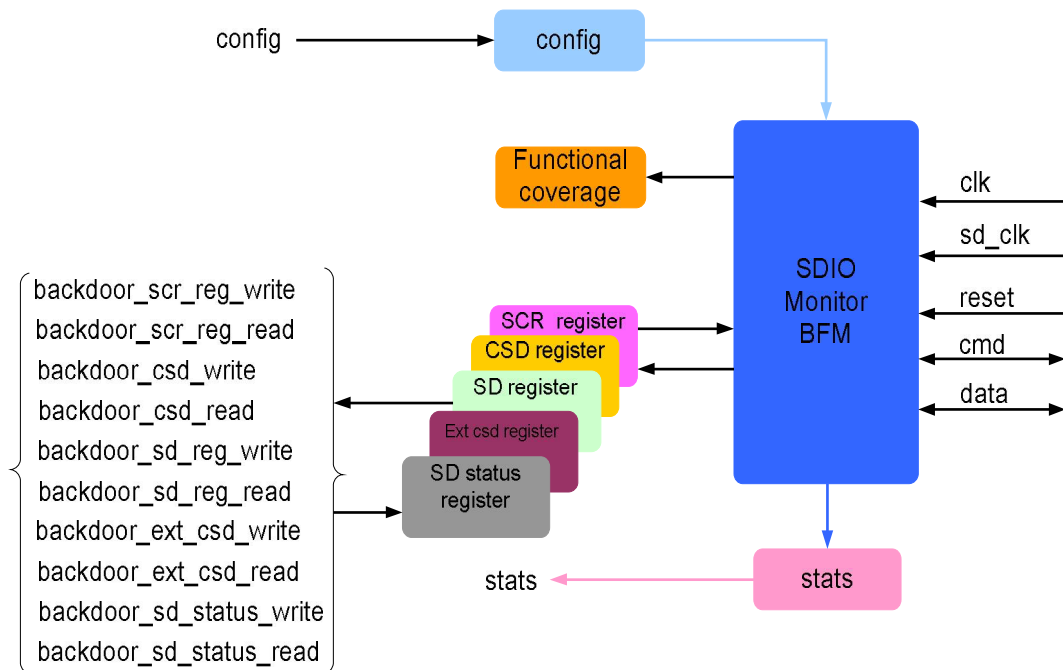 config
config
Functional
coverage
clk
sd_clk
SDIO
Monitor
BFM
reset
cmd
data
backdoor_scr_reg_write
backdoor_scr_reg_read
backdoor_csd_write
backdoor_csd_read
backdoor_sd_reg_write
backdoor_sd_reg_read
backdoor_ext_csd_write
backdoor_ext_csd_read
backdoor_sd_status_write
backdoor_sd_status_read
SCR register
CSD register
SD register
Ext csd register
SD status
register
stats
stats